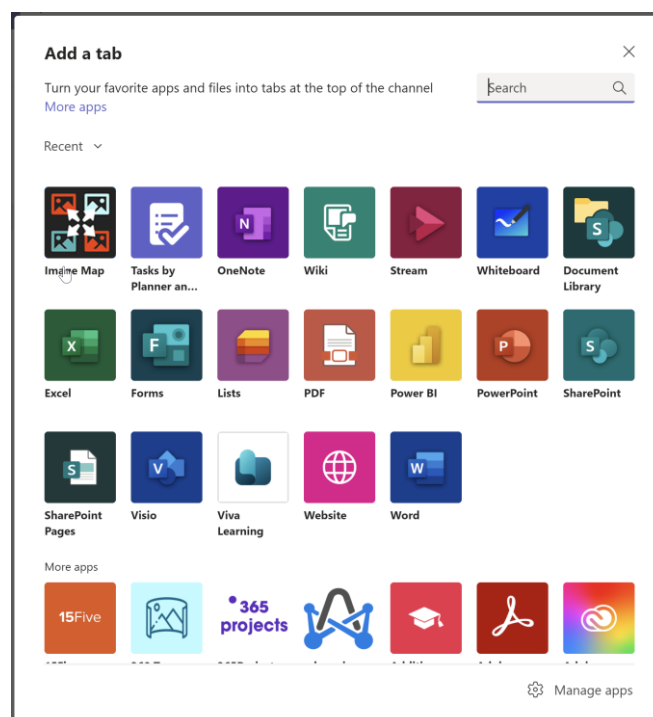 Add a tab
Turn your favorite apps and files into tabs at the top of the channel
More apps
Search
Recent
Image Map
Tasks by
Planner an...
N
OneNote
Wiki
Stream
Whiteboard
S
Document
Library
X
Excel
F
Forms
Lists
PDF
Power BI
P
PowerPoint
S
SharePoint
S
SharePoint
Pages
V
Visio
Viva
Learning
Website
W
Word
More apps
15Five
365
projects
Manage apps